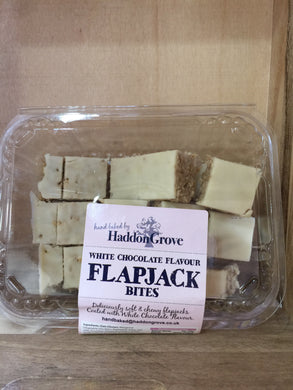 hand baked by
HaddonGrove
WHITE CHOCOLATE FLAVOUR
FLAPJACK
BITES
Deliciously soft & chewy flapjacks
Coated with White Chocolate Flavour
handbaked@haddongrove.co.uk